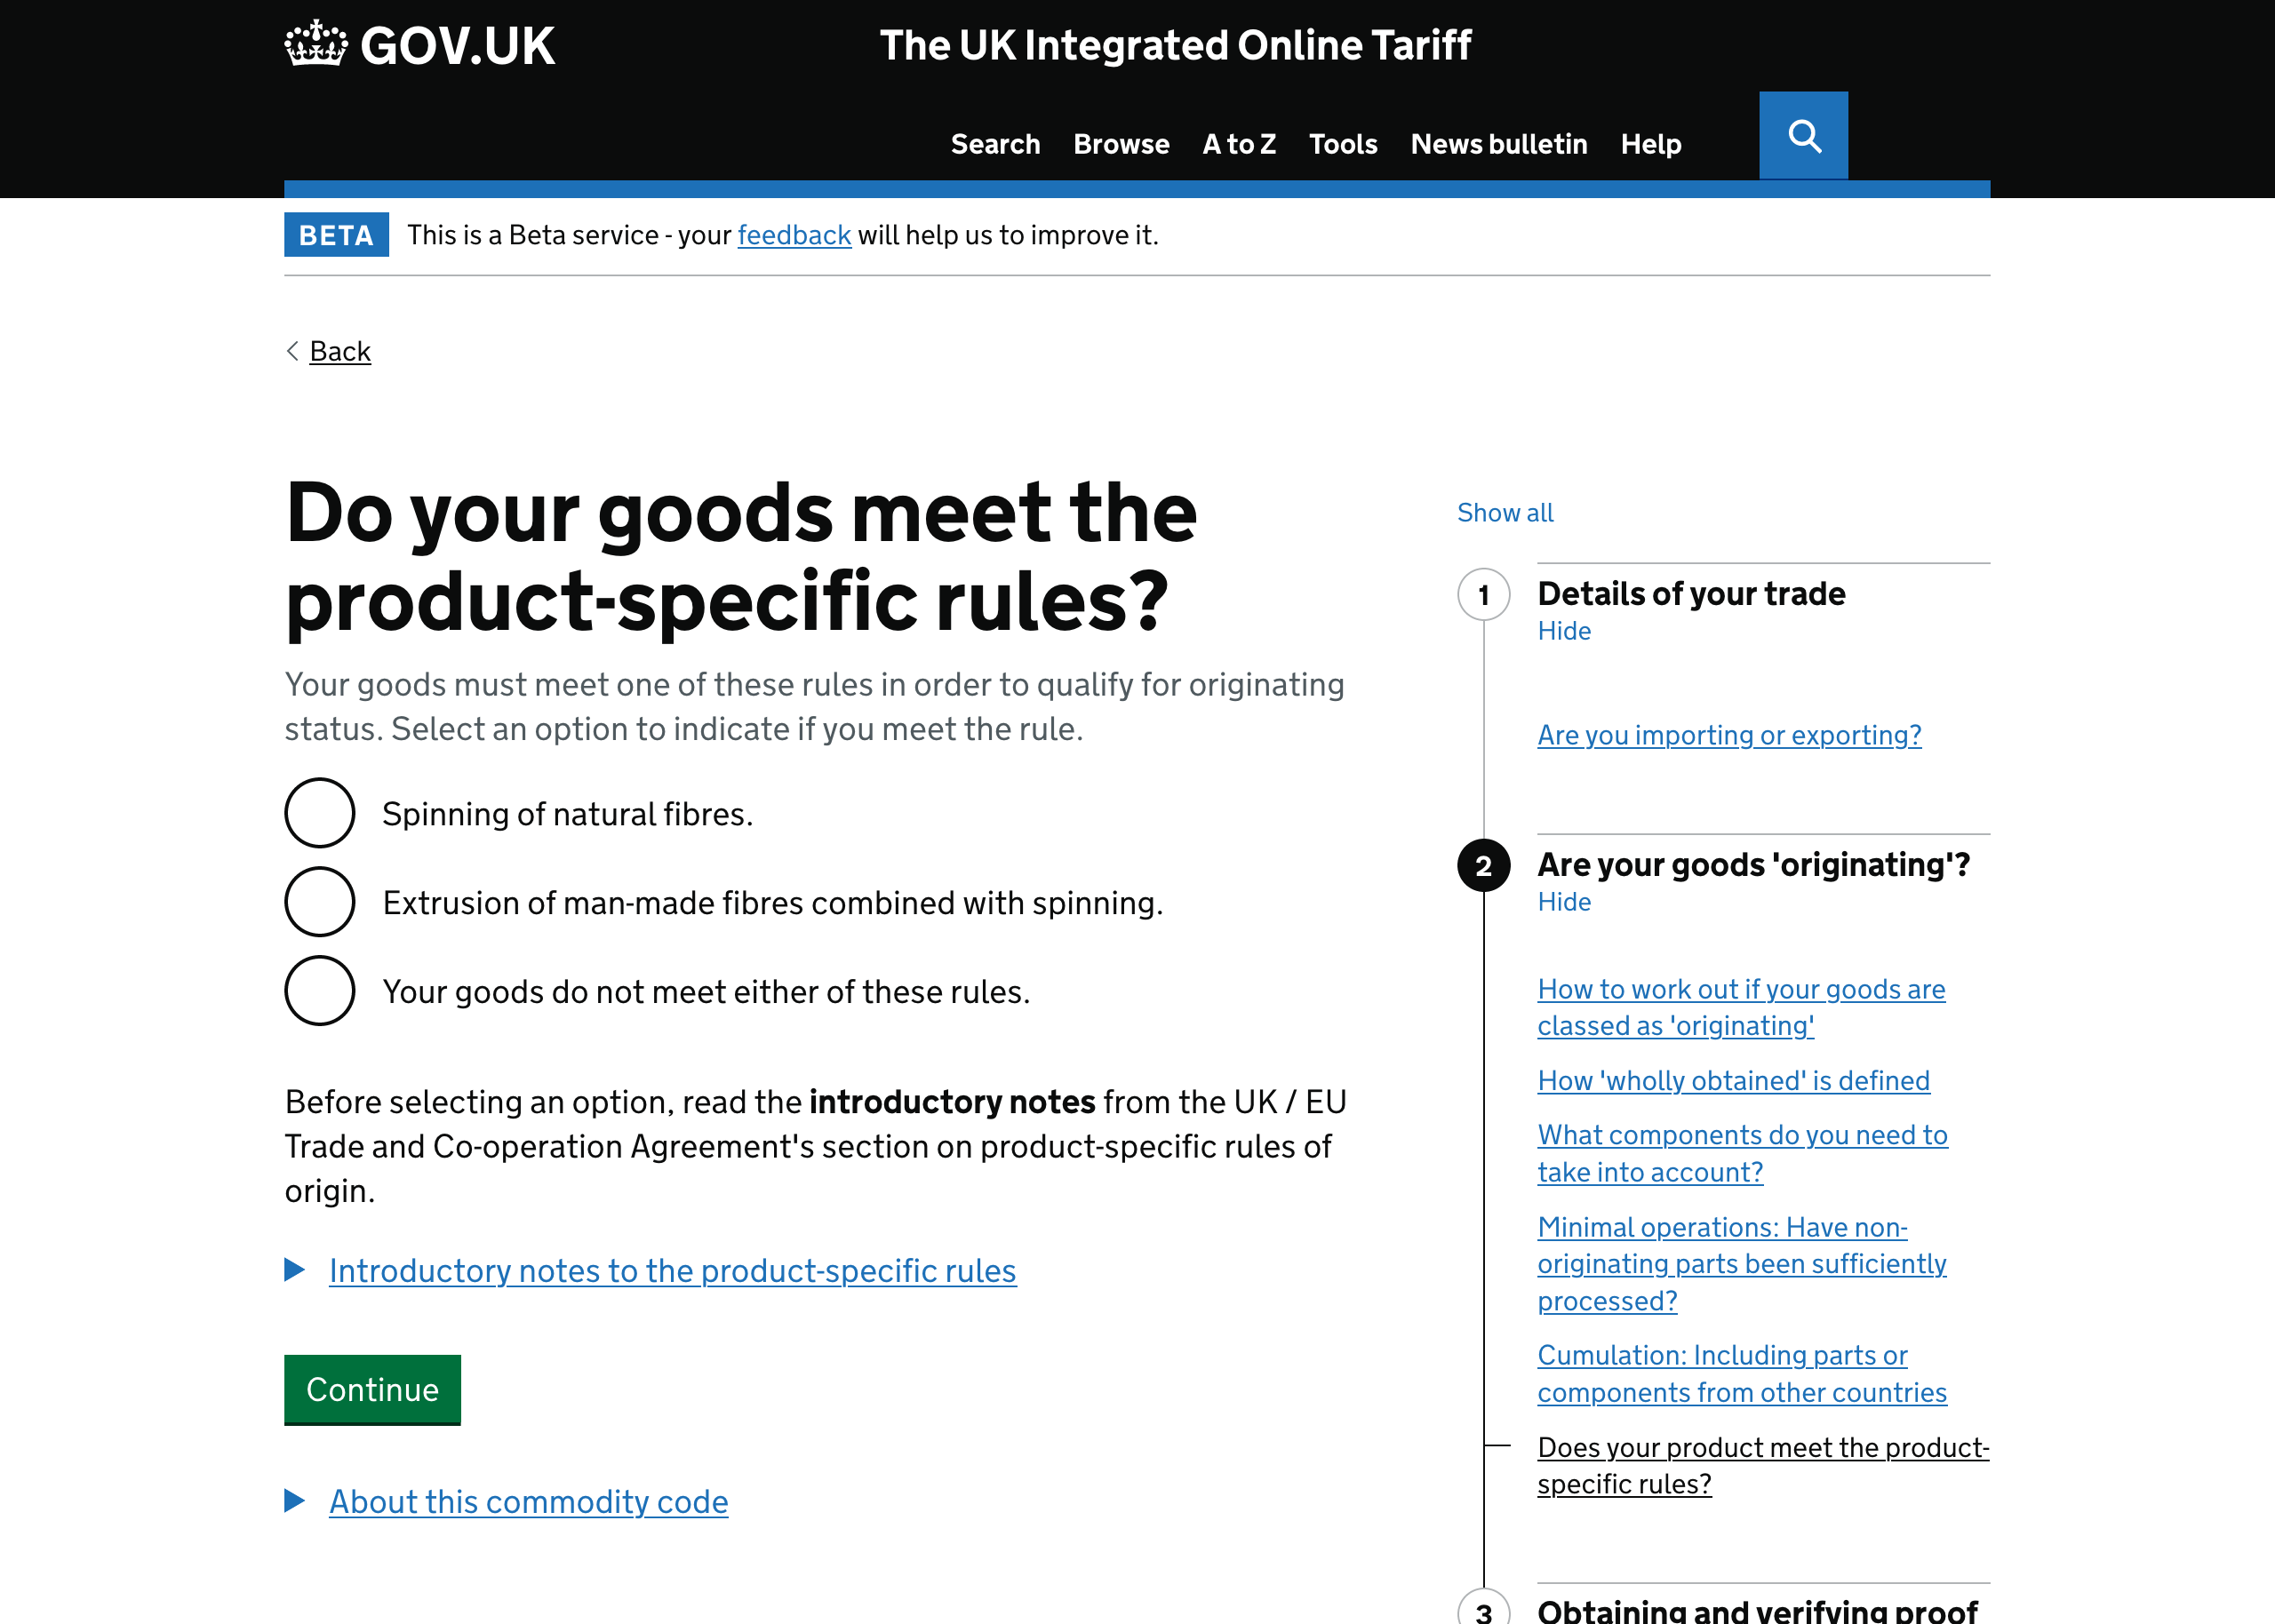 GOV.UK
The UK Integrated Online Tariff
Search Browse A to Z Tools News bulletin Help
BETA This is a Beta service - your feedback will help us to improve it.
Back
Do your goods meet the
product-specific rules?
Your goods must meet one of these rules in order to qualify for originating
status. Select an option to indicate if you meet the rule.
Spinning of natural fibres.
Extrusion of man-made fibres combined with spinning.
Your goods do not meet either of these rules.
Before selecting an option, read the introductory notes from the UK / EU
Trade and Co-operation Agreement's section on product-specific rules of
origin.
Introductory notes to the product-specific rules
Continue
About this commodity code
Show all
1 Details of your trade
Hide
Are you importing or exporting?
2 Are your goods 'originating'?
Hide
How to work out if your goods are
classed as 'originating'
How 'wholly obtained' is defined
What components do you need to
take into account?
Minimal operations: Have non-
originating parts been sufficiently
processed?
Cumulation: Including parts or
components from other countries
Does your product meet the product-
specific rules?
3 Obtaining and verifying proof